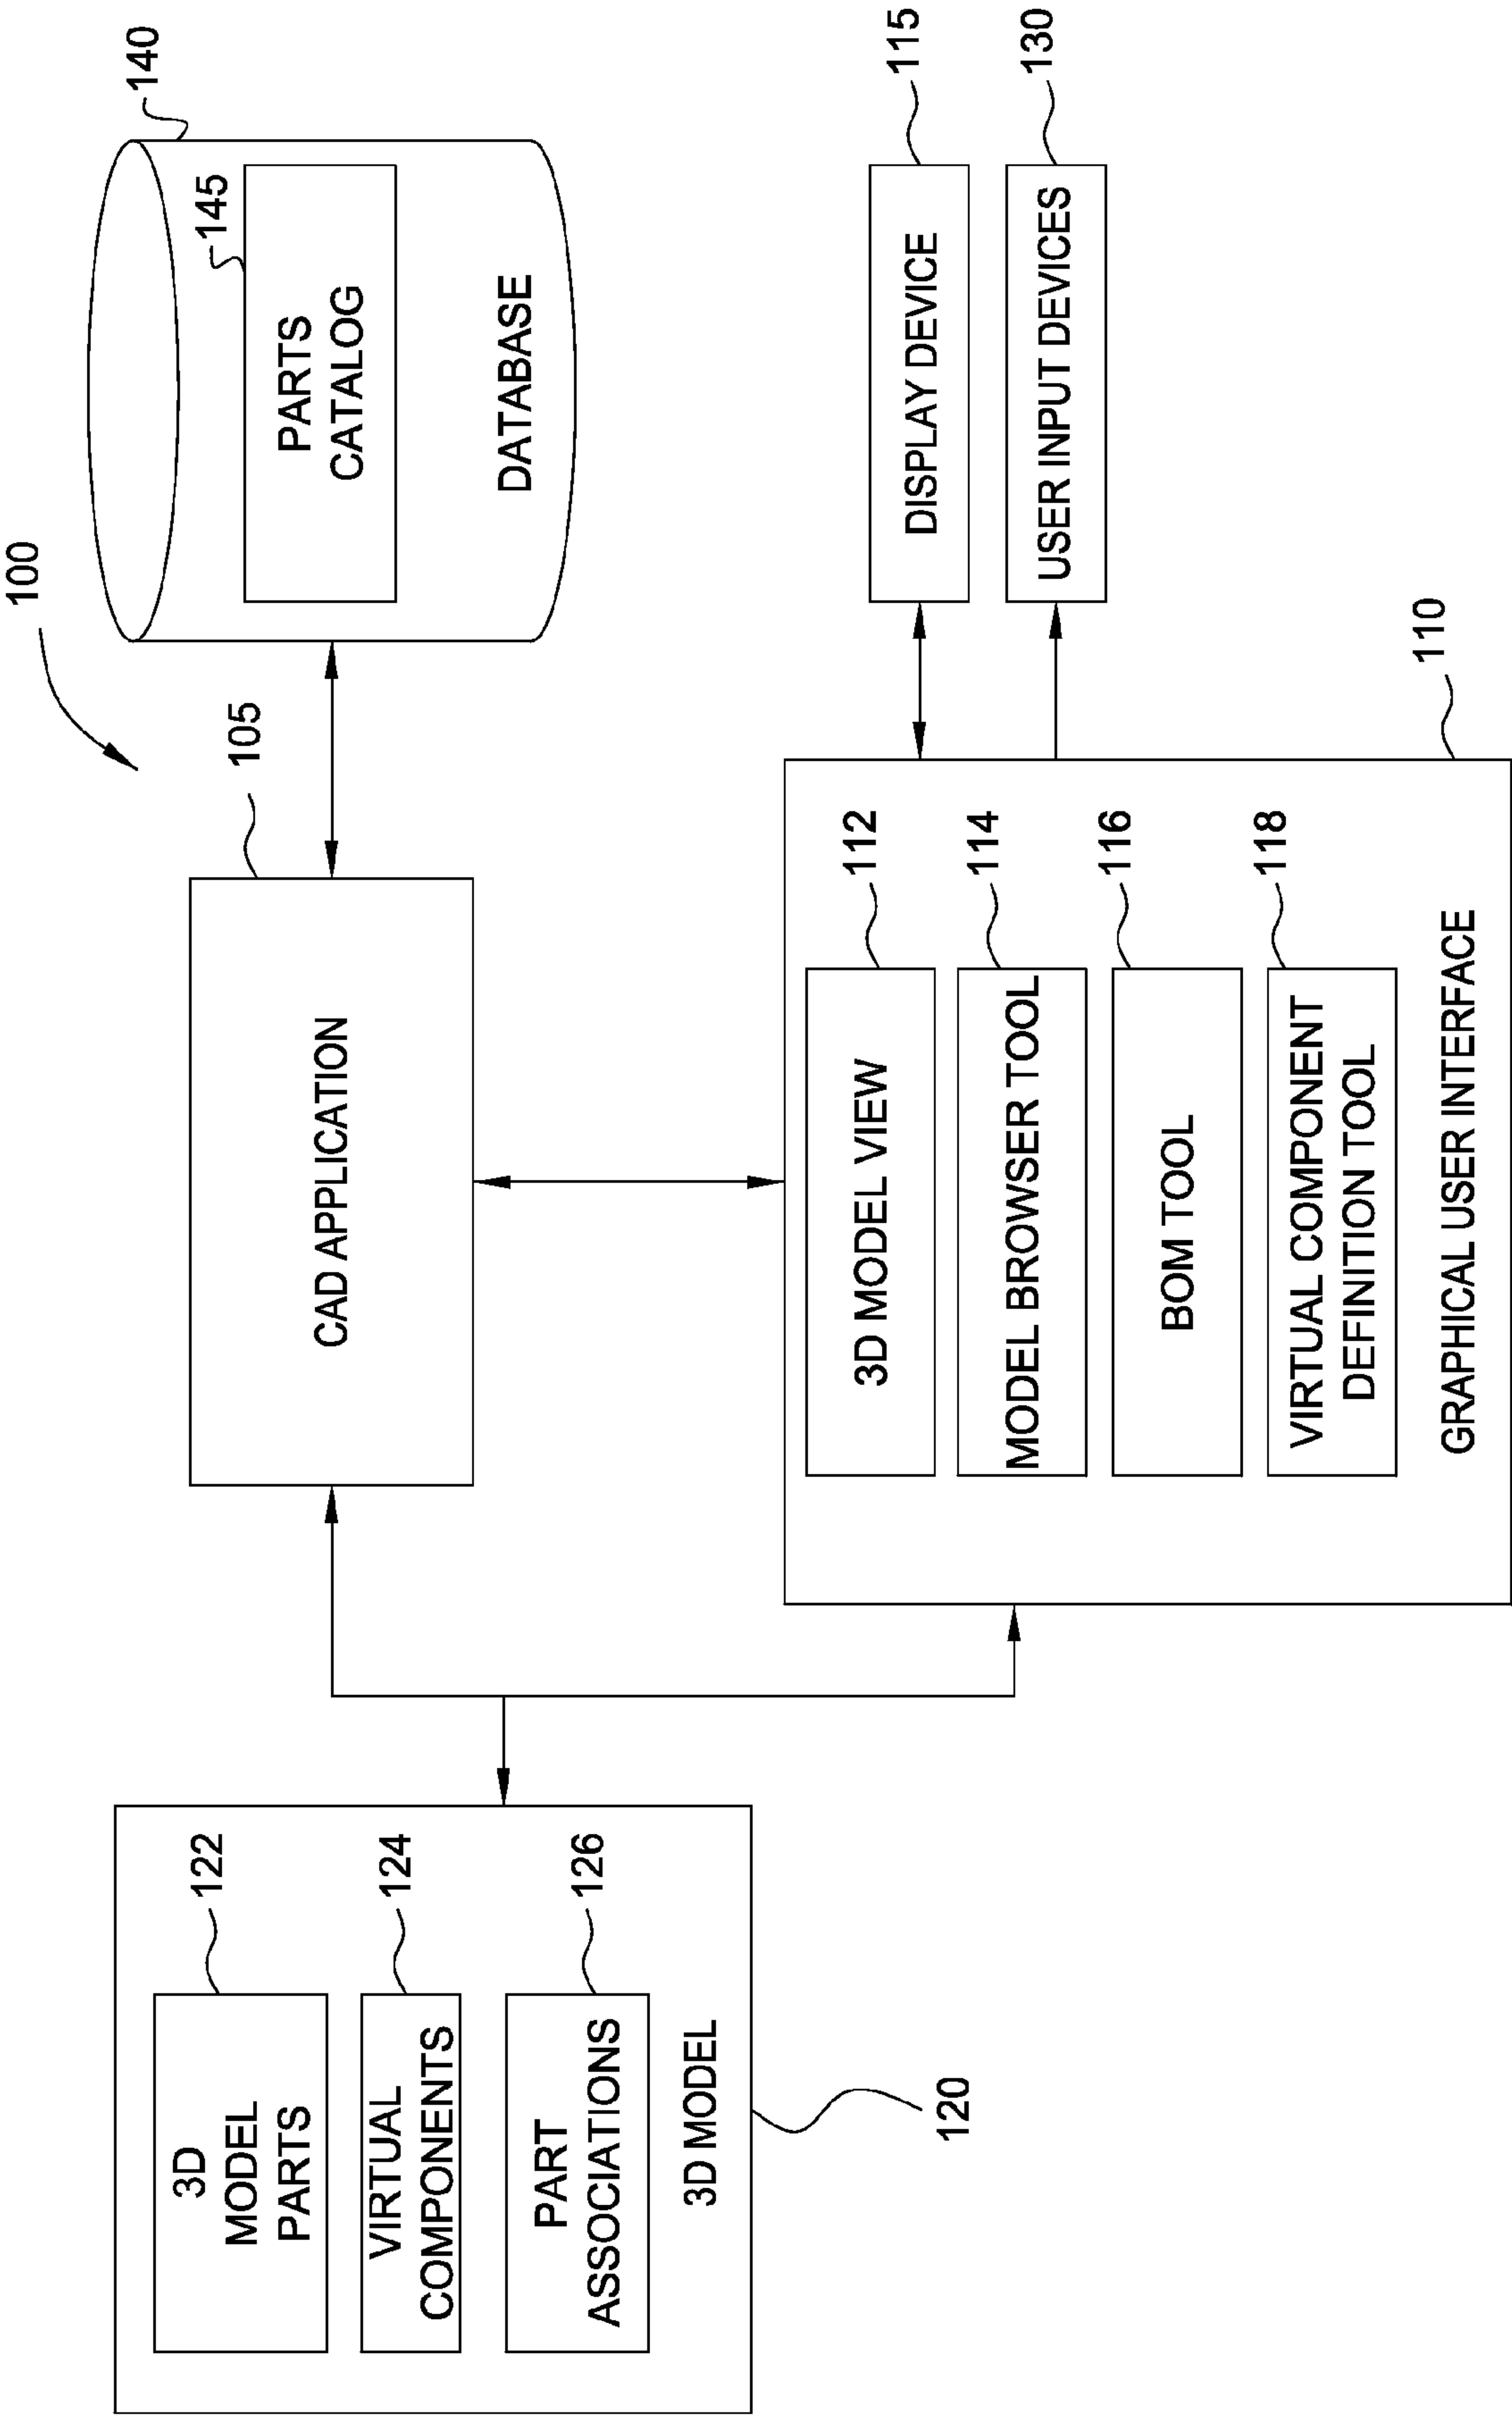 100
122
3D
MODEL
PARTS
124
VIRTUAL
COMPONENTS
126
PART
ASSOCIATIONS
3D MODEL
120
105
CAD APPLICATION
140
145
PARTS
CATALOG
DATABASE
112
3D MODEL VIEW
114
MODEL BROWSER TOOL
116
BOM TOOL
118
VIRTUAL COMPONENT
DEFINITION TOOL
GRAPHICAL USER INTERFACE
110
DISPLAY DEVICE
115
USER INPUT DEVICES
130